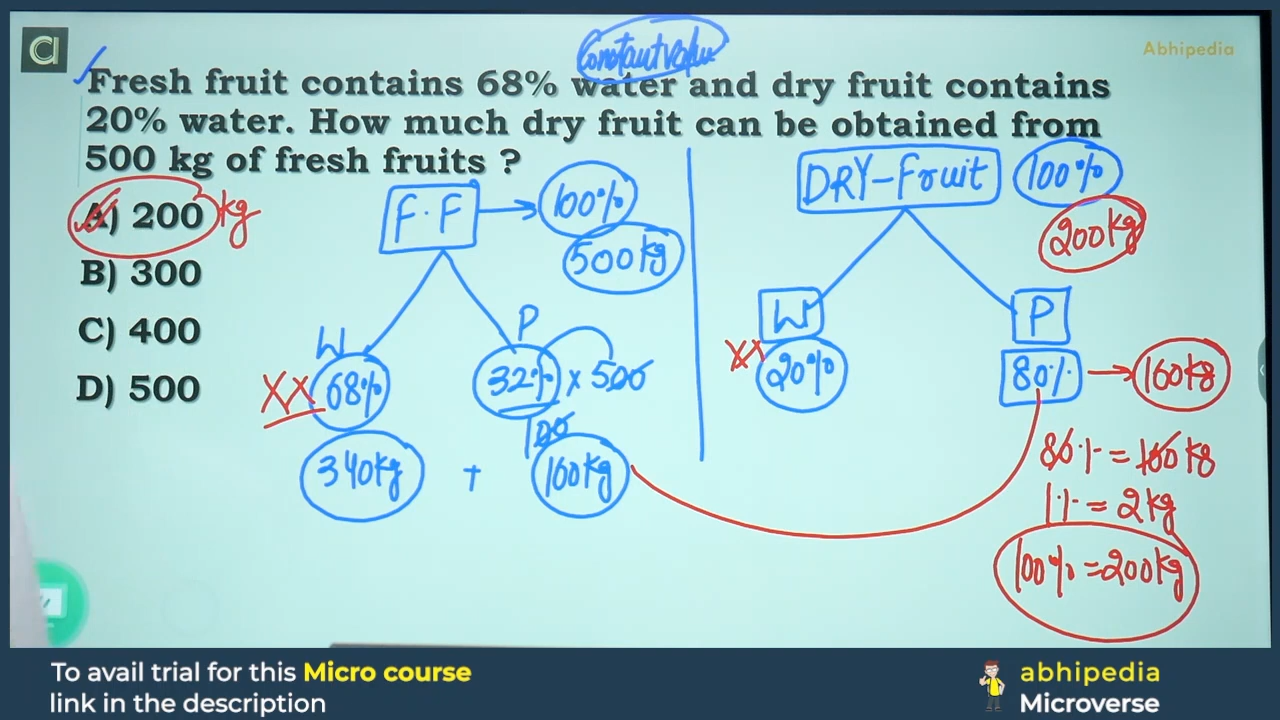 a
Constant value
Abhipedia
Fresh fruit contains 68% water and dry fruit contains
20% water. How much dry fruit can be obtained from
500 kg of fresh fruits ?
A) 200 kg
B) 300
C) 400
D) 500
F.F → 100%
500kg
W
P
XX 68%
32% × 500
100
340kg + 160kg
DRY-Fruit 100%
200kg
W
P
XX 20%
80% → 160kg
80% = 160kg
1% = 2kg
100% = 200kg
To avail trial for this Micro course
link in the description
abhipedia
Microverse